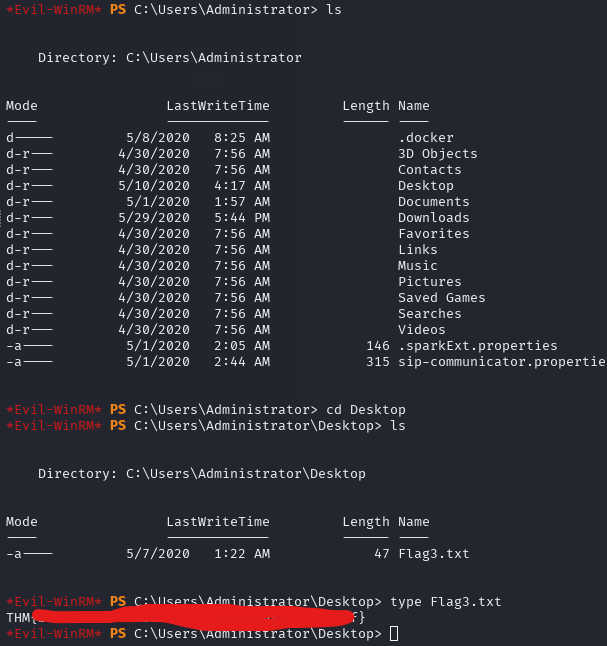 *Evil-WinRM* PS C:\Users\Administrator> ls
Directory: C:\Users\Administrator
Mode LastWriteTime Length Name
---- ------------- ------ ----
d----- 5/8/2020 8:25 AM .docker
d-r--- 4/30/2020 7:56 AM 3D Objects
d-r--- 4/30/2020 7:56 AM Contacts
d-r--- 5/10/2020 4:17 AM Desktop
d-r--- 5/1/2020 1:57 AM Documents
d-r--- 5/29/2020 5:44 PM Downloads
d-r--- 4/30/2020 7:56 AM Favorites
d-r--- 4/30/2020 7:56 AM Links
d-r--- 4/30/2020 7:56 AM Music
d-r--- 4/30/2020 7:56 AM Pictures
d-r--- 4/30/2020 7:56 AM Saved Games
d-r--- 4/30/2020 7:56 AM Searches
d-r--- 4/30/2020 7:56 AM Videos
-a---- 5/1/2020 2:05 AM 146 .sparkExt.properties
-a---- 5/1/2020 2:44 AM 315 sip-communicator.propertie
*Evil-WinRM* PS C:\Users\Administrator> cd Desktop
*Evil-WinRM* PS C:\Users\Administrator\Desktop> ls
Directory: C:\Users\Administrator\Desktop
Mode LastWriteTime Length Name
---- ------------- ------ ----
-a---- 5/7/2020 1:22 AM 47 Flag3.txt
*Evil-WinRM* PS C:\Users\Administrator\Desktop> type Flag3.txt
THM{ f}
*Evil-WinRM* PS C:\Users\Administrator\Desktop>